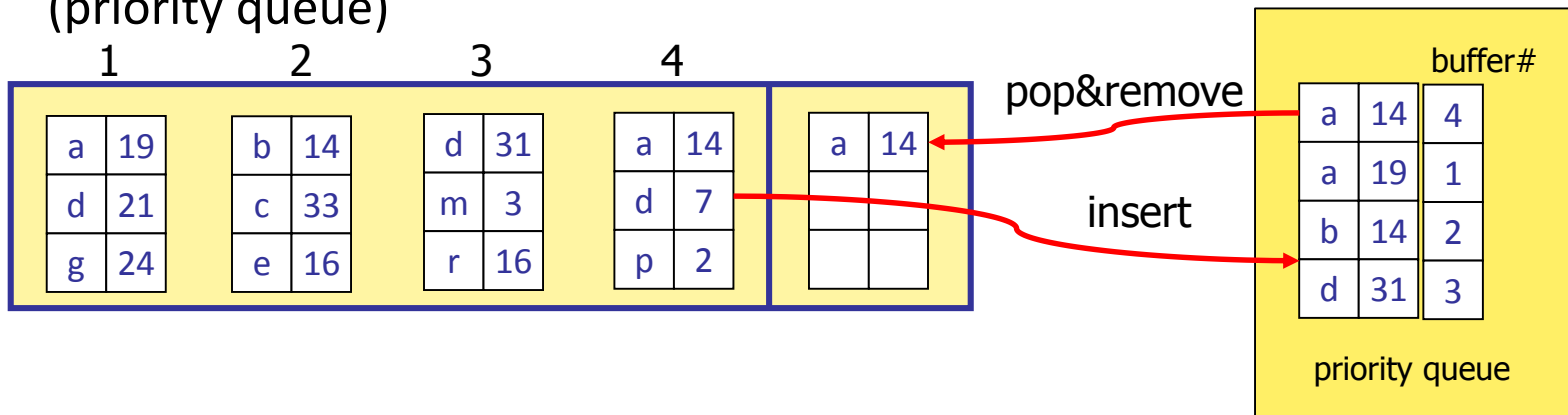 (priority queue)
1 2 3 4
a 19 b 14 d 31 a 14 a 14
d 21 c 33 m 3 d 7
g 24 e 16 r 16 p 2
pop&remove
insert
buffer#
a 14 4
a 19 1
b 14 2
d 31 3
priority queue